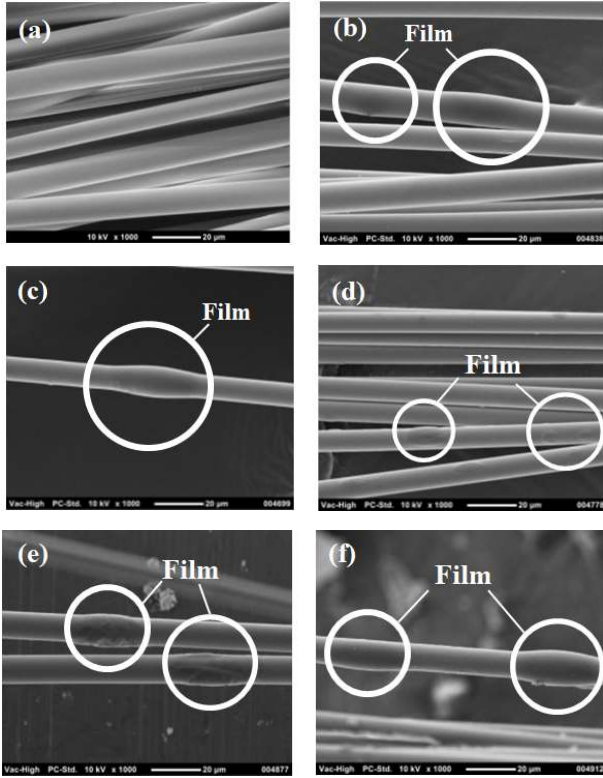 (a)
10 kV x 1000 20 µm
(b)
Film
Vac-High PC-Std. 10 kV x 1000 20 µm 004838
(c)
Film
Vac-High PC-Std. 10 kV x 1000 20 µm 004899
(d)
Film
Vac-High PC-Std. 10 kV x 1000 20 µm 004778
(e)
Film
Vac-High PC-Std. 10 kV x 1000 20 µm 004877
(f)
Film
Vac-High PC-Std. 10 kV x 1000 20 µm 004912